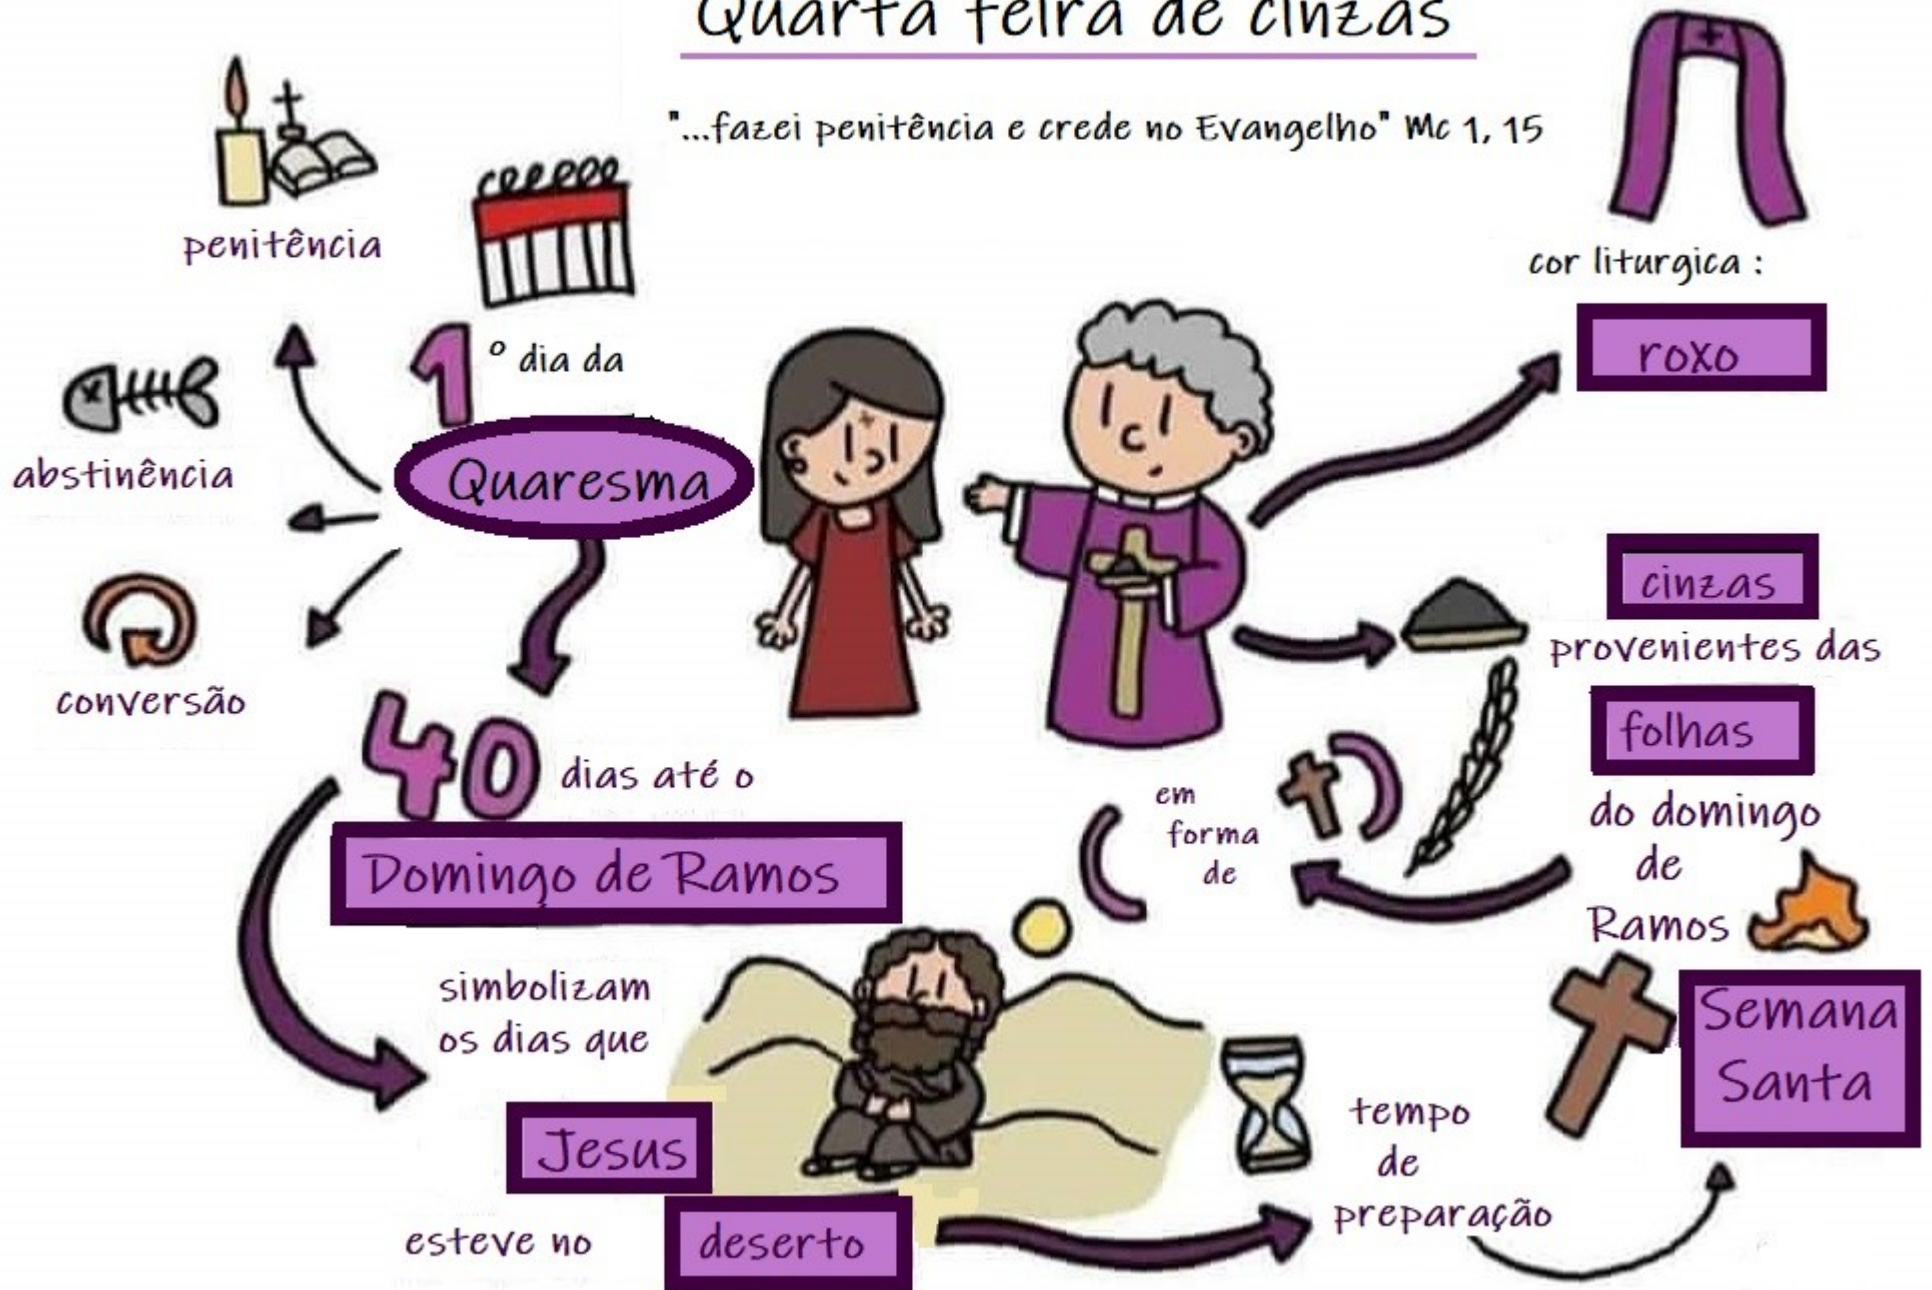 Quarta feira de cinzas
"...fazei penitência e crede no Evangelho" Mc 1, 15
penitência
abstinência
conversão
1º dia da
Quaresma
40 dias até o
Domingo de Ramos
simbolizam
os dias que
Jesus
esteve no
deserto
tempo
de
preparação
Semana
Santa
cor liturgica :
roxo
cinzas
provenientes das
folhas
do domingo
de
Ramos
em
forma
de